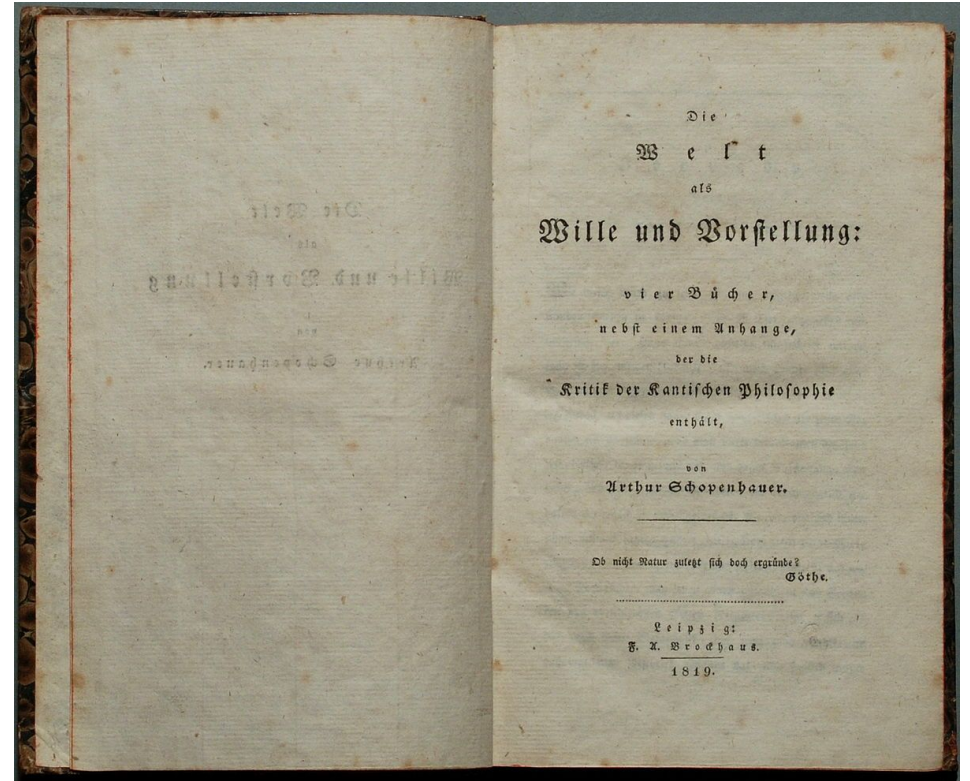 Die
Welt
als
Wille und Vorstellung:
vier Bücher,
nebst einem Anhange,
der die
Kritik der Kantischen Philosophie
enthält,
von
Arthur Schopenhauer.
Ob nicht Natur zuletzt sich doch ergründe?
Göthe.
Leipzig:
F. A. Brockhaus.
1819.